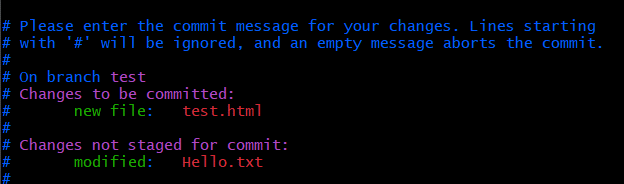 # Please enter the commit message for your changes. Lines starting
# with '#' will be ignored, and an empty message aborts the commit.
#
# On branch test
# Changes to be committed:
#       new file:   test.html
#
# Changes not staged for commit:
#       modified:   Hello.txt
#